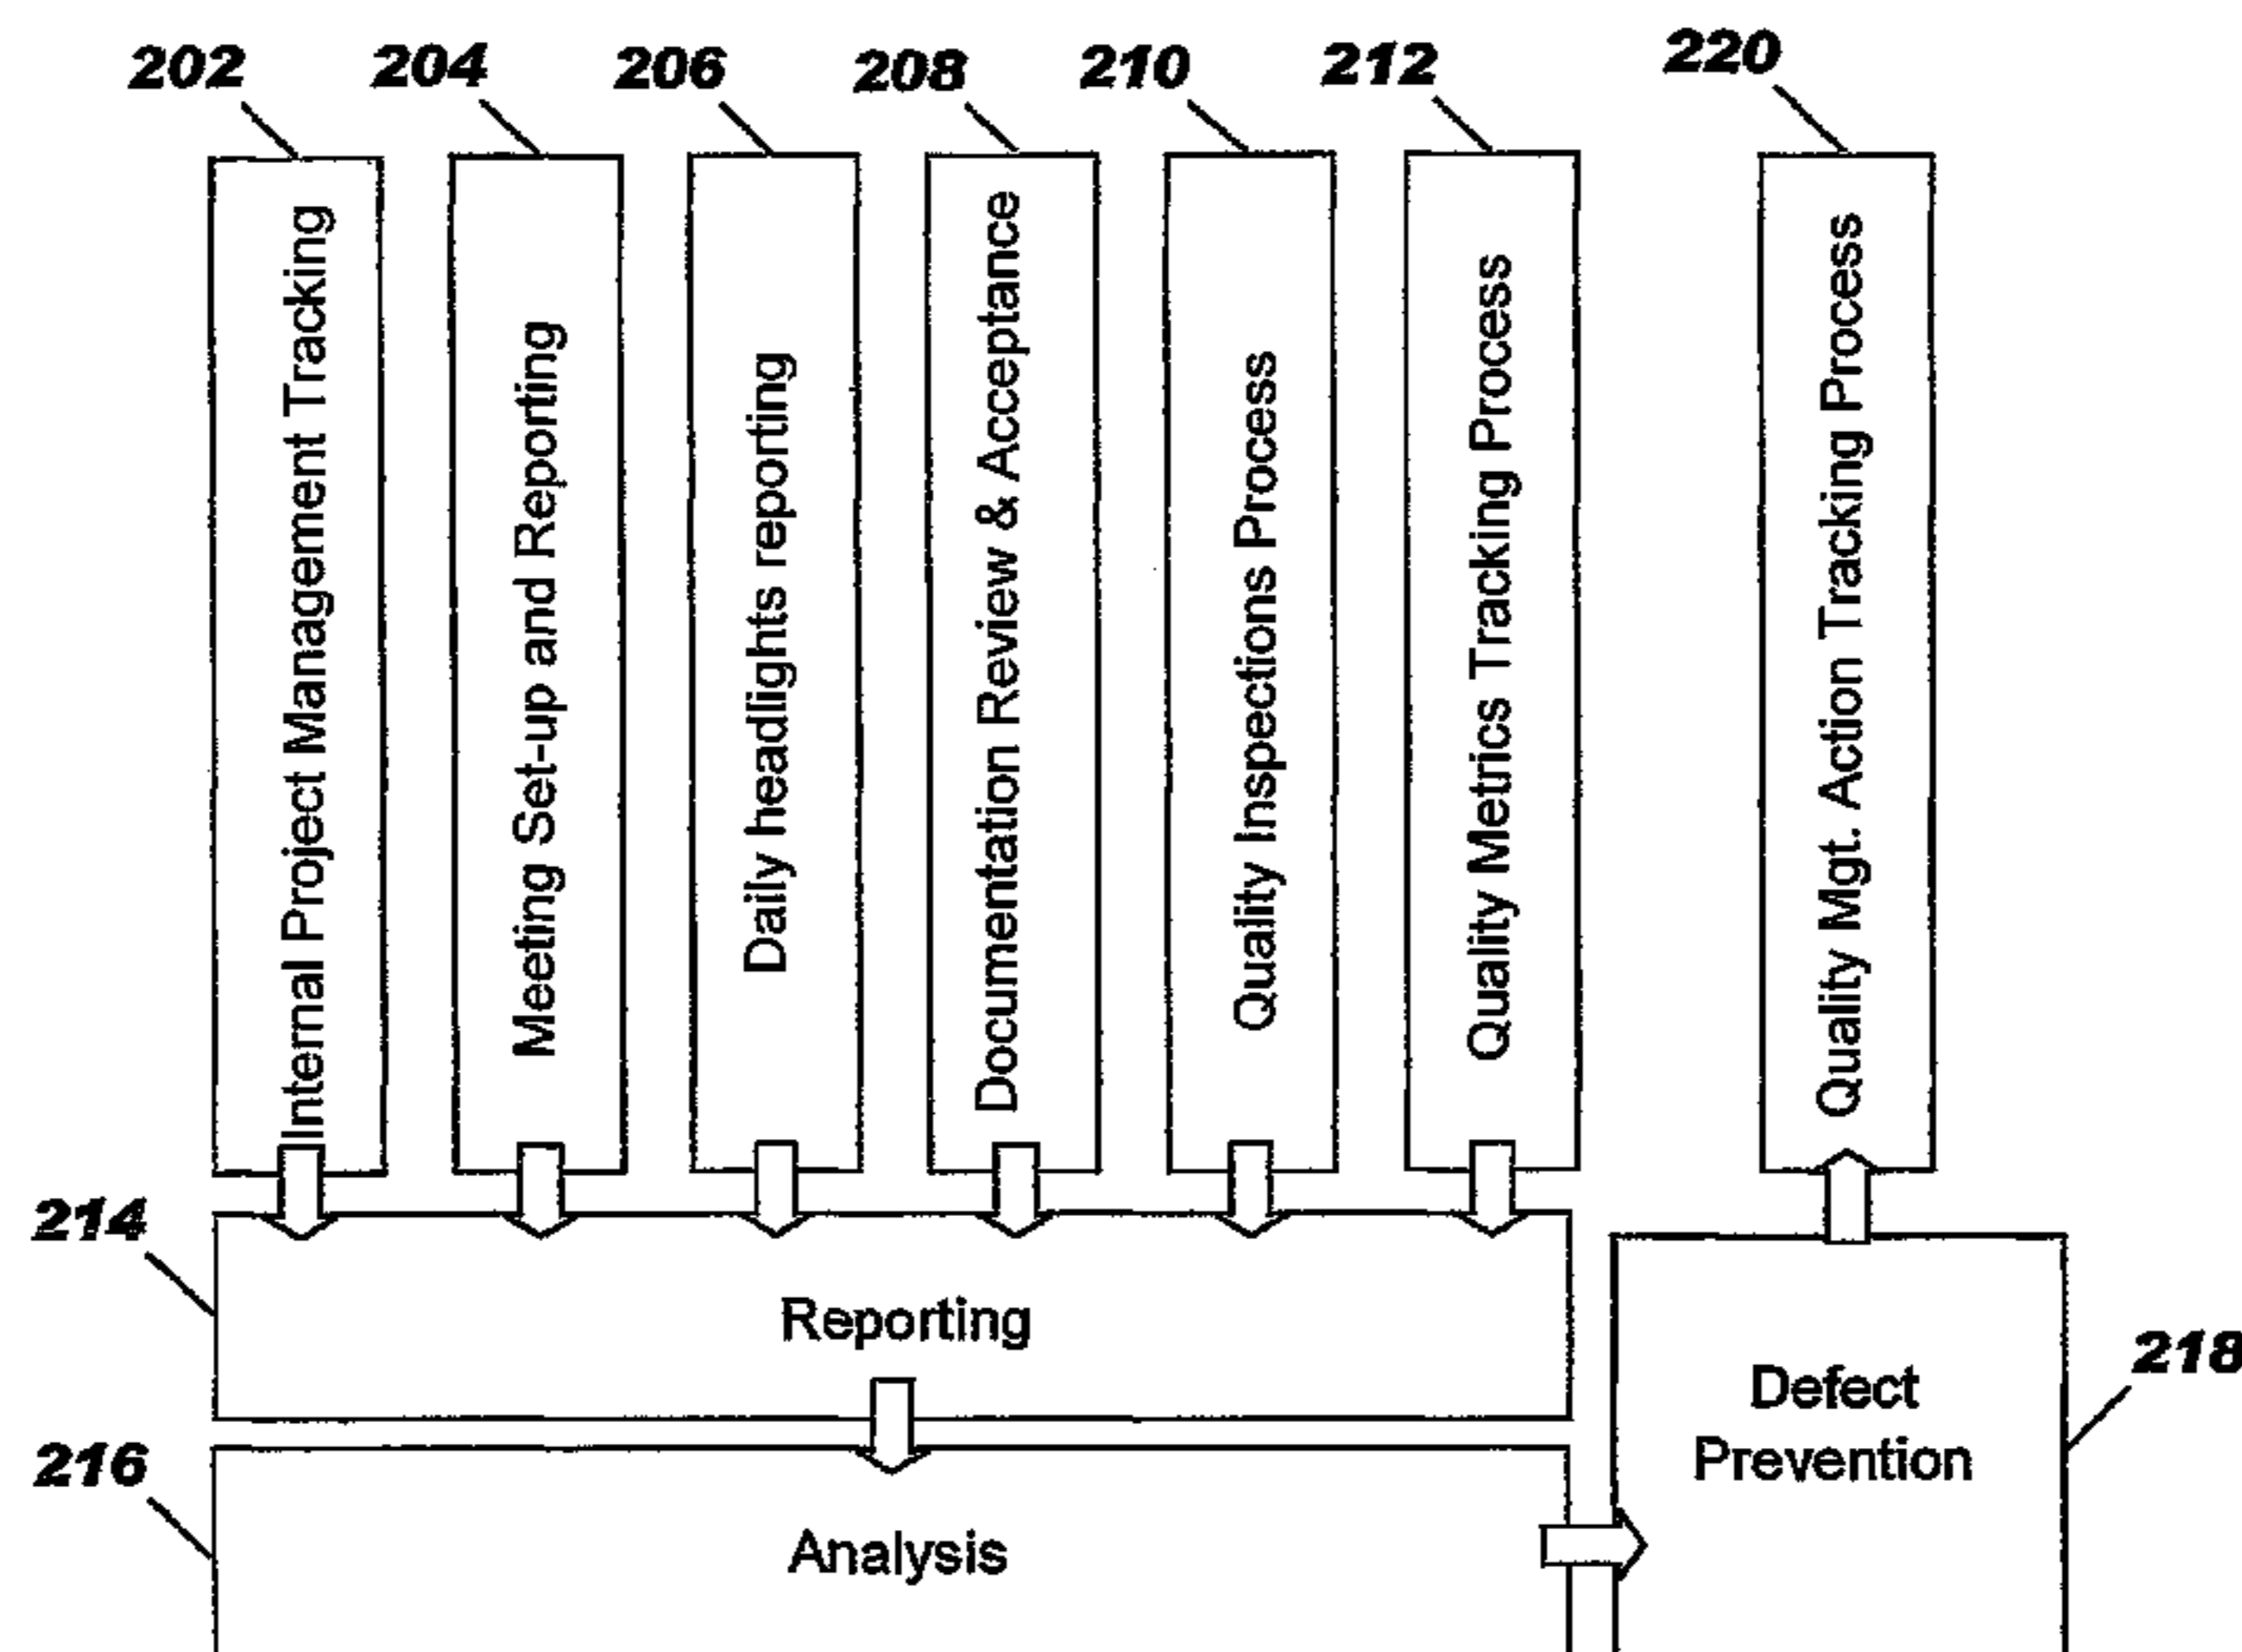 202
204
206
208
210
212
220
Internal Project Management Tracking
Meeting Set-up and Reporting
Daily headlights reporting
Documentation Review & Acceptance
Quality Inspections Process
Quality Metrics Tracking Process
Quality Mgt. Action Tracking Process
214
Reporting
Defect
Prevention
218
216
Analysis